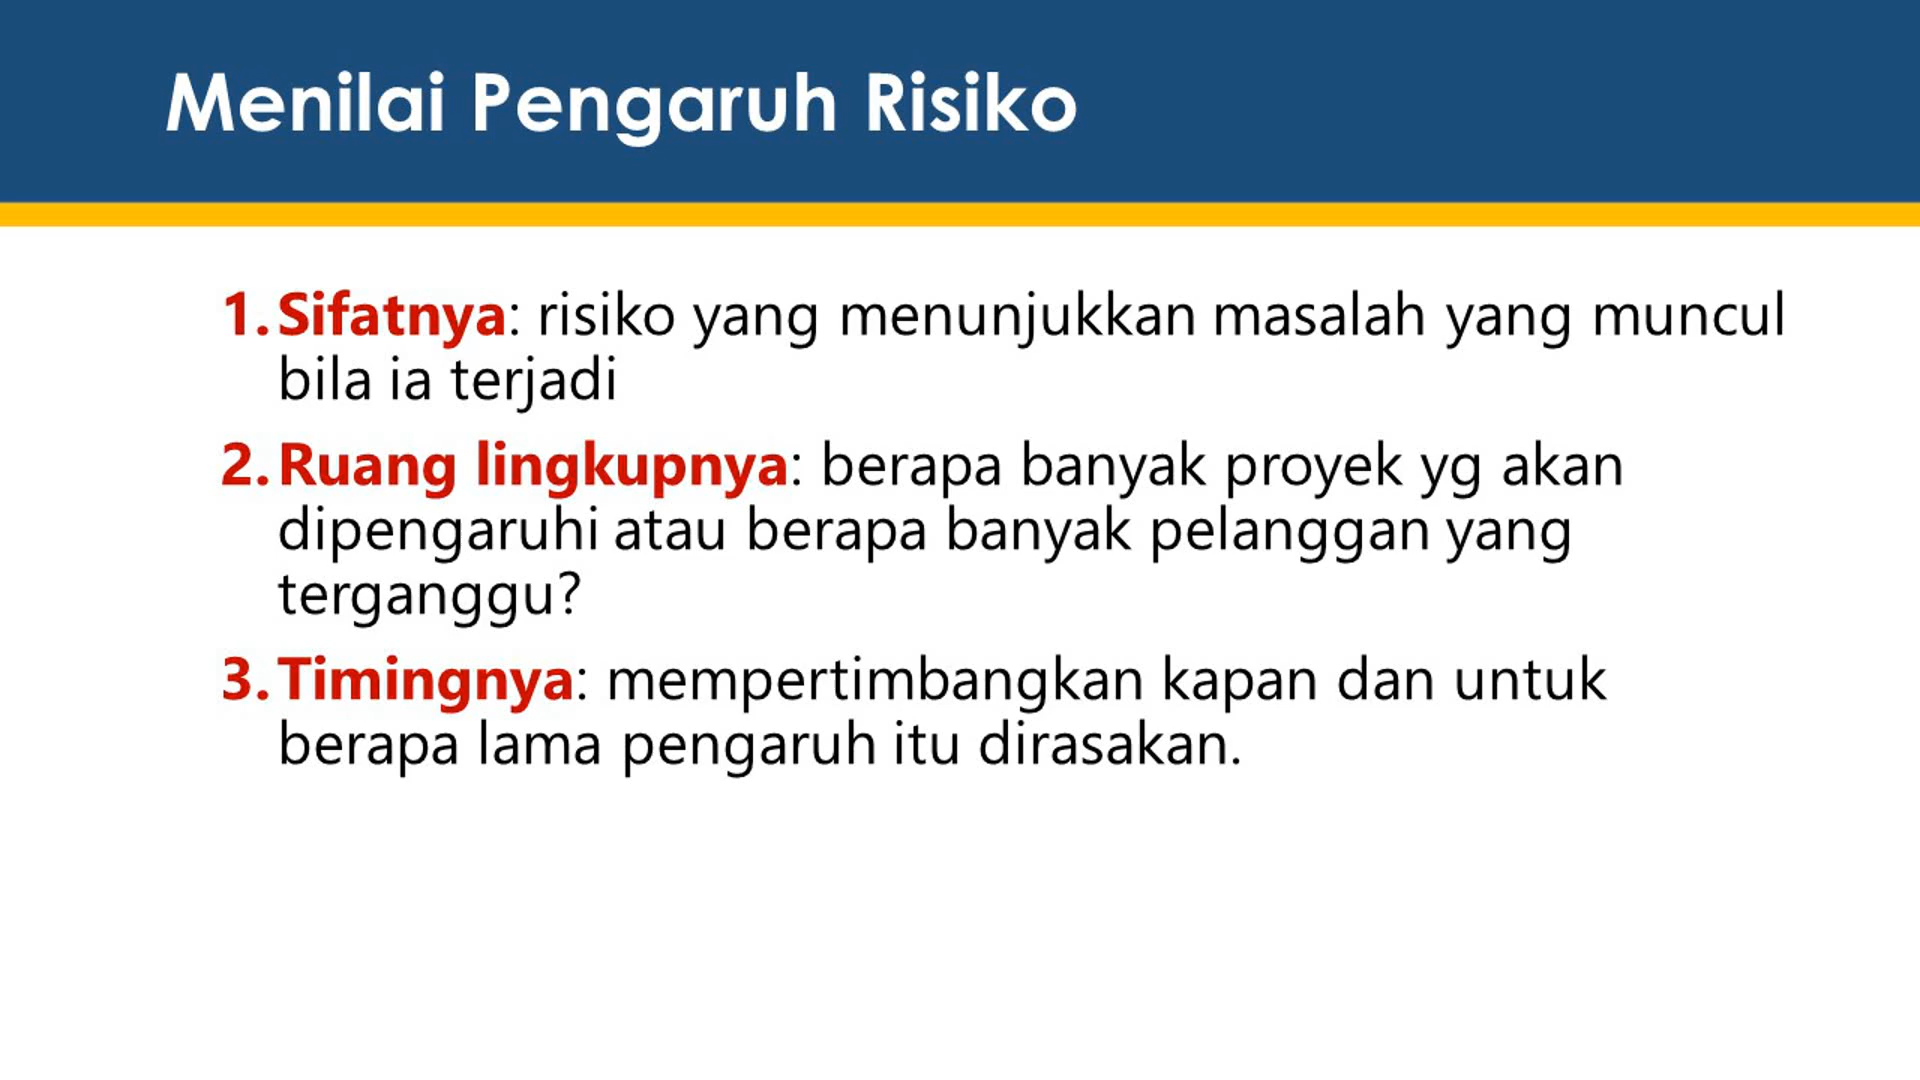 Menilai Pengaruh Risiko
1. Sifatnya: risiko yang menunjukkan masalah yang muncul
bila ia terjadi
2. Ruang lingkupnya: berapa banyak proyek yg akan
dipengaruhi atau berapa banyak pelanggan yang
terganggu?
3. Timingnya: mempertimbangkan kapan dan untuk
berapa lama pengaruh itu dirasakan.